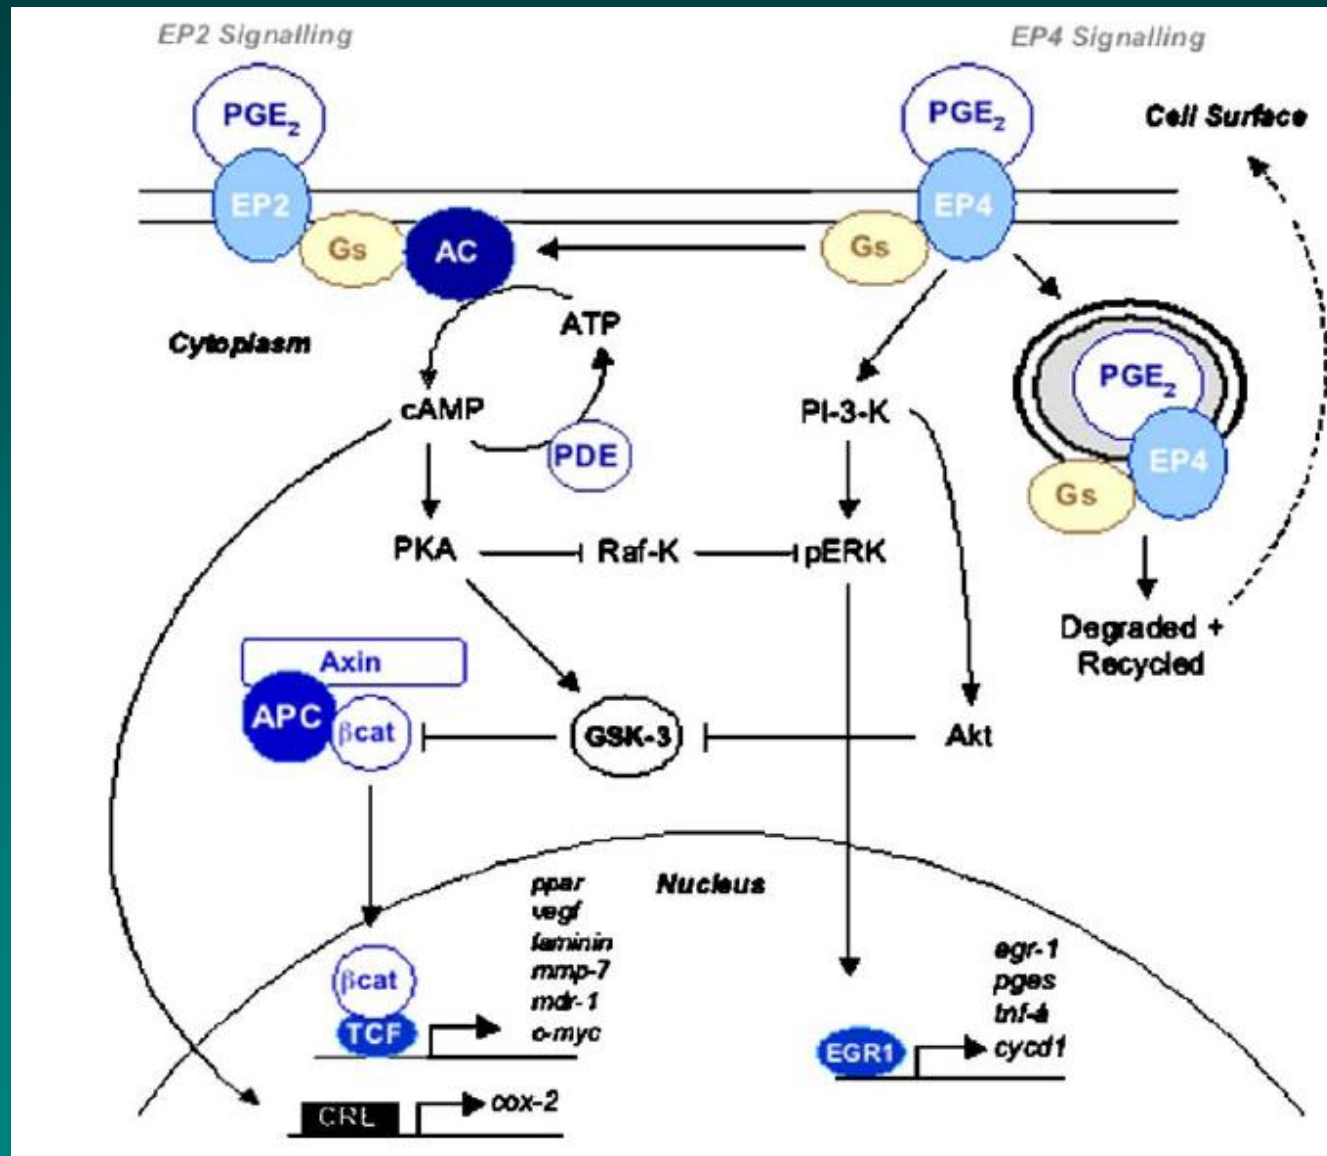 EP2 Signalling
EP4 Signalling
PGE2
PGE2
Cell Surface
EP2
EP4
Gs
AC
Gs
ATP
Cytoplasm
PGE2
cAMP
PI-3-K
PDE
EP4
Gs
PKA
Raf-K
pERK
Degraded +
Recycled
Axin
APC
βcat
GSK-3
Akt
Nucleus
ppar
vegf
laminin
mmp-7
mdr-1
c-myc
βcat
TCF
egr-1
pges
tnf-a
cycd1
EGR1
CRE
cox-2